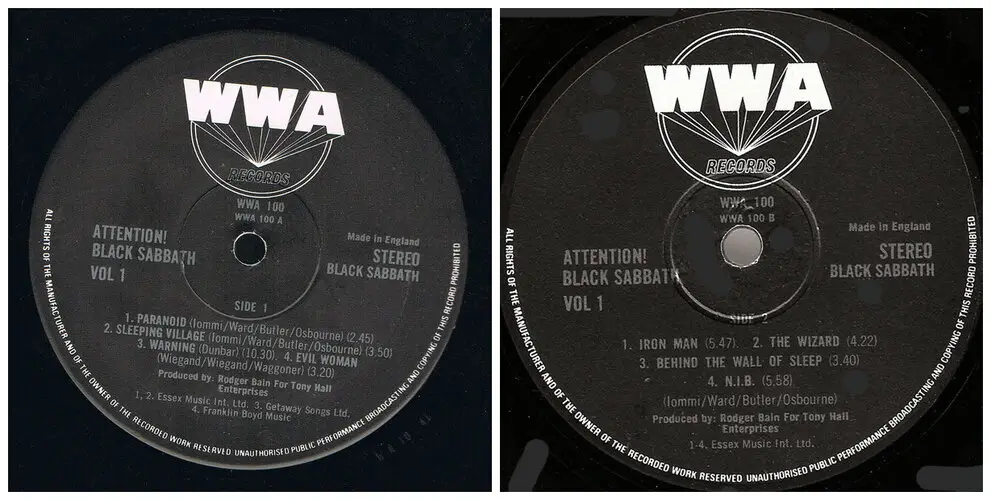 WWA
RECORDS
WWA 100
WWA 100 A
Made in England
ATTENTION!
BLACK SABBATH
VOL 1
STEREO
BLACK SABBATH
SIDE 1
1. PARANOID (Iommi/Ward/Butler/Osbourne) (2.45)
2. SLEEPING VILLAGE (Iommi/Ward/Butler/Osbourne) (3.50)
3. WARNING (Dunbar) (10.30) 4. EVIL WOMAN
(Wiegand/Wiegand/Waggoner) (3.20)
Produced by: Rodger Bain For Tony Hall
Enterprises
1, 2. Essex Music Int. Ltd. 3. Getaway Songs Ltd.
4. Franklin Boyd Music
ALL RIGHTS OF THE MANUFACTURER AND OF THE OWNER OF THE RECORDED WORK RESERVED UNAUTHORISED PUBLIC PERFORMANCE BROADCASTING AND COPYING OF THIS RECORD PROHIBITED
WWA
RECORDS
WWA 100
WWA 100 B
Made in England
ATTENTION!
BLACK SABBATH
VOL 1
STEREO
BLACK SABBATH
SIDE 2
1. IRON MAN (5.47). 2. THE WIZARD (4.22)
3. BEHIND THE WALL OF SLEEP (3.40)
4. N.I.B. (5.58)
(Iommi/Ward/Butler/Osbourne)
Produced by: Rodger Bain For Tony Hall
Enterprises
1-4. Essex Music Int. Ltd.
ALL RIGHTS OF THE MANUFACTURER AND OF THE OWNER OF THE RECORDED WORK RESERVED UNAUTHORISED PUBLIC PERFORMANCE BROADCASTING AND COPYING OF THIS RECORD PROHIBITED